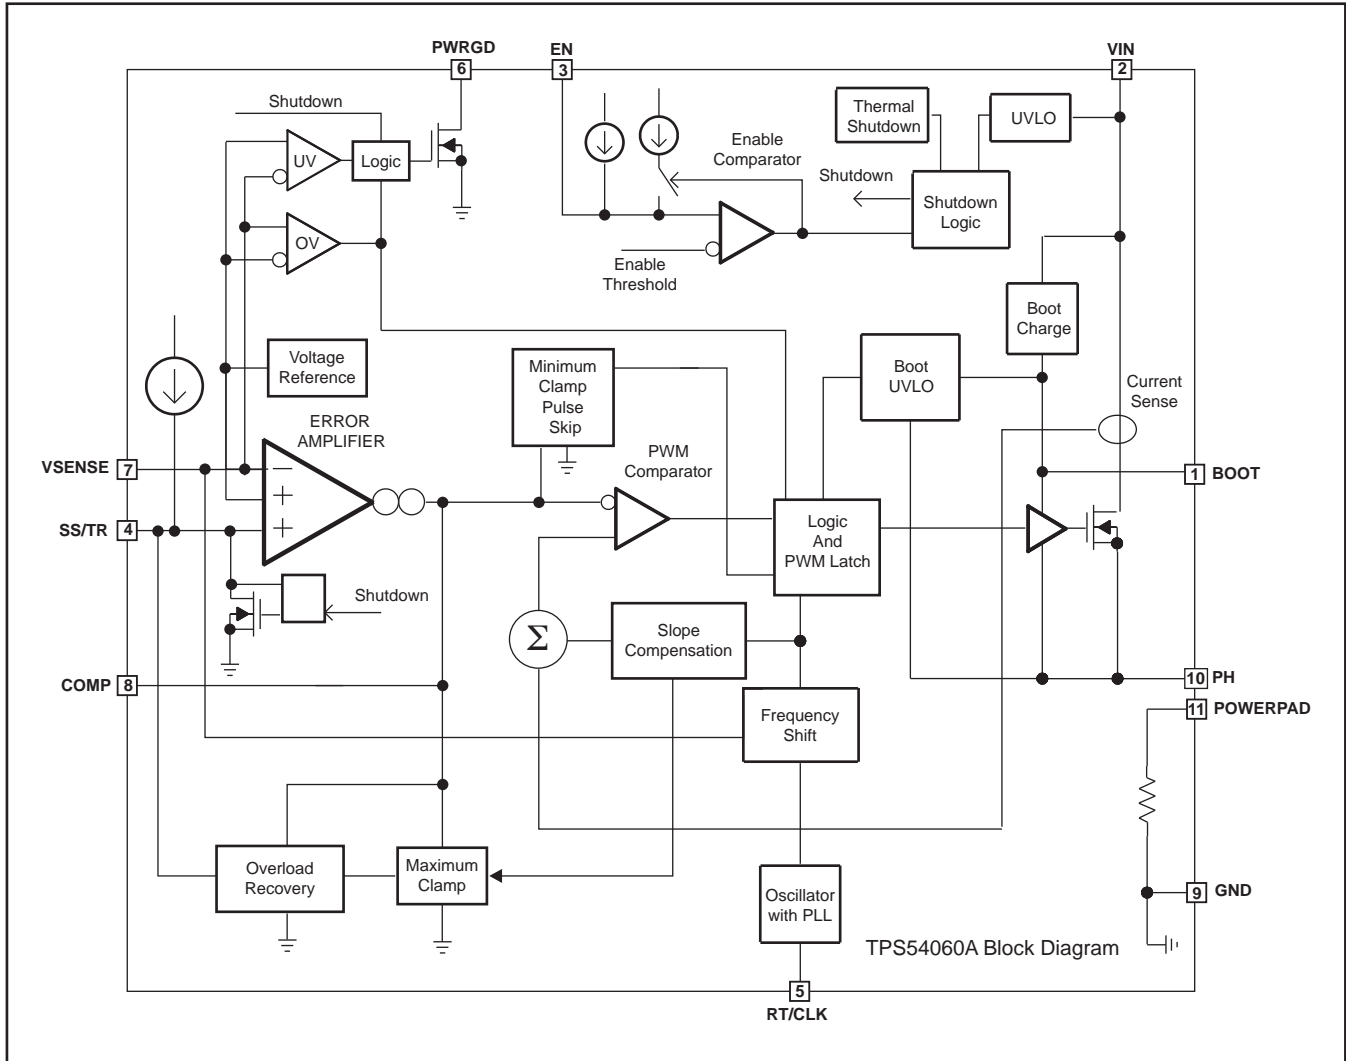 PWRGD
EN
VIN
6
3
2
Shutdown
Thermal
Shutdown
UVLO
UV
Logic
Enable
Comparator
Shutdown
Shutdown
Logic
OV
Enable
Threshold
Boot
Charge
Voltage
Reference
Minimum
Clamp
Pulse
Skip
Boot
UVLO
Current
Sense
ERROR
AMPLIFIER
VSENSE
7
−
+
+
PWM
Comparator
1
BOOT
SS/TR
4
Logic
And
PWM Latch
Shutdown
Σ
Slope
Compensation
COMP
8
10
PH
11
POWERPAD
Frequency
Shift
Overload
Recovery
Maximum
Clamp
Oscillator
with PLL
9
GND
TPS54060A Block Diagram
5
RT/CLK